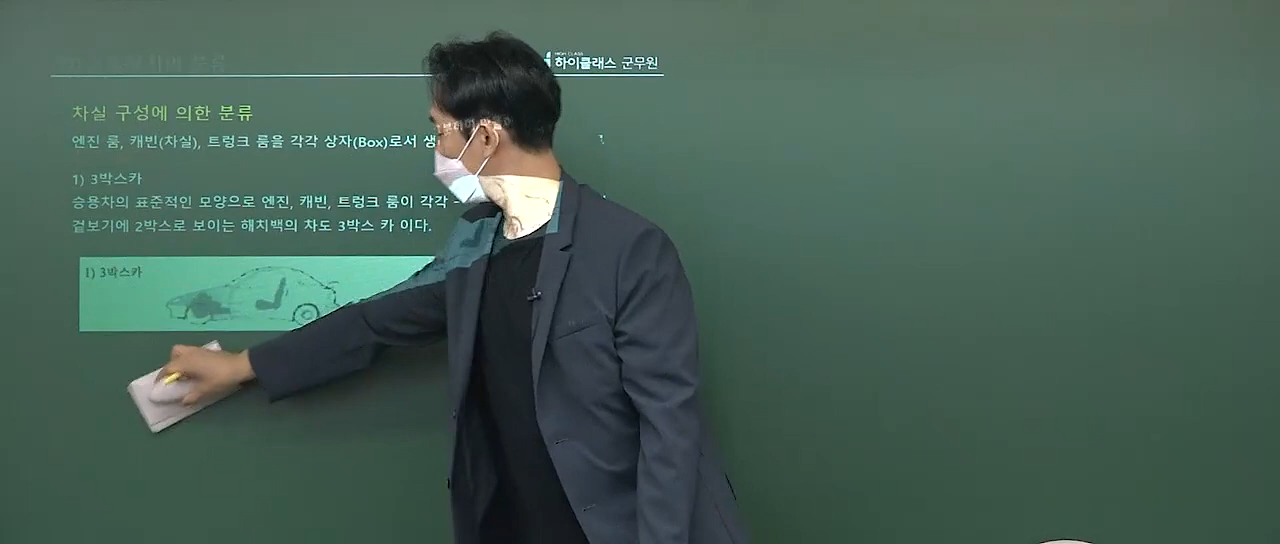 HIGH CLASS
하이클래스 군무원
차실 구성에 의한 분류
엔진 룸, 캐빈(차실), 트렁크 룸을 각각 상자(Box)로서 생
1) 3박스카
승용차의 표준적인 모양으로 엔진, 캐빈, 트렁크 룸이 각각
겉보기에 2박스로 보이는 해치백의 차도 3박스 카 이다.
1) 3박스카